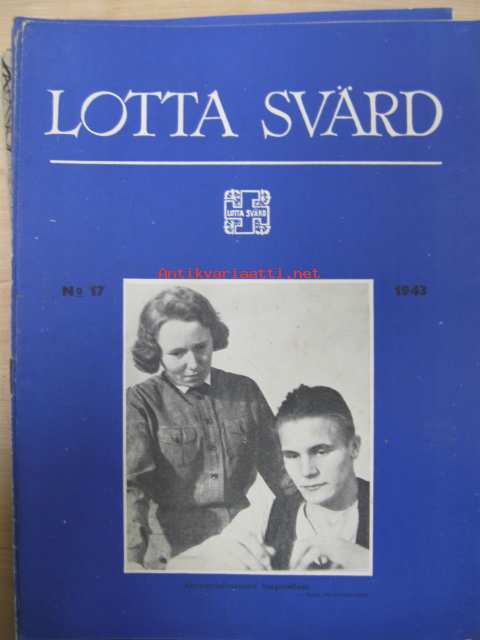 LOTTA SVÄRD
LOTTA SVÄRD
Antikvariaatti.net
No 17
1943